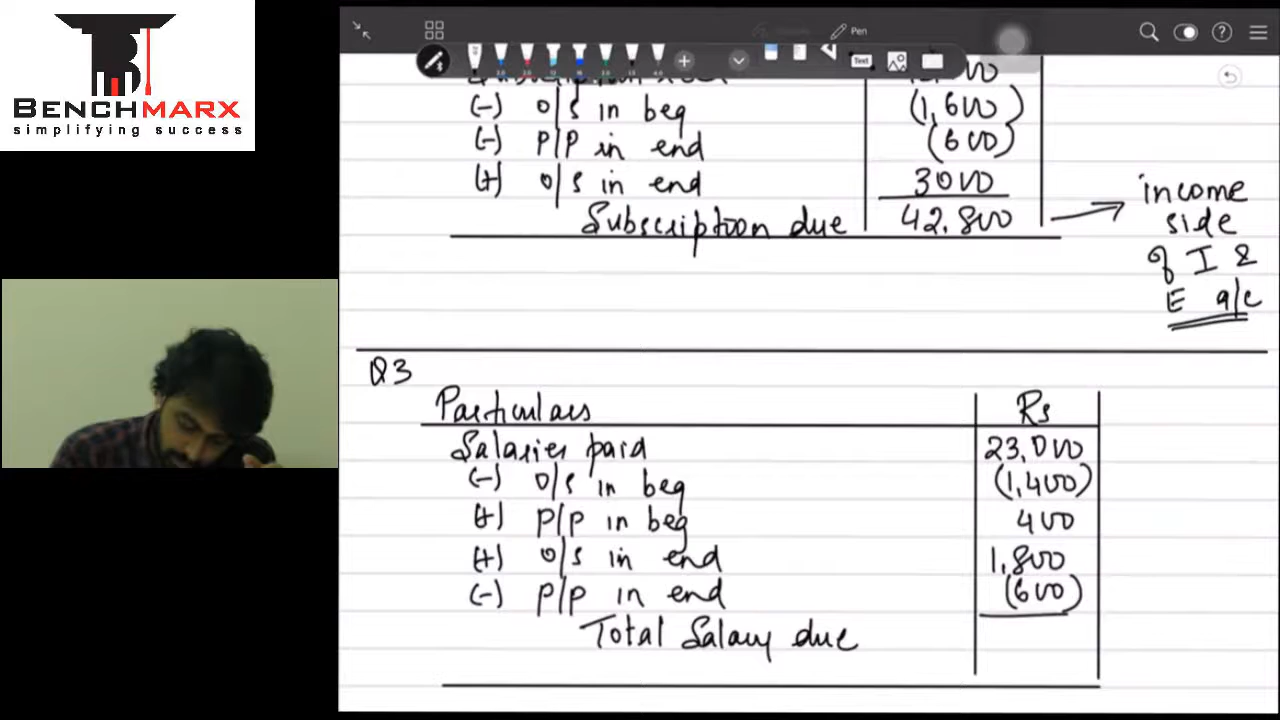 BENCHMARX
simplifying success
Pen
Text
(-) o/s in beg (1,600)
(-) p/p in end (600)
(+) o/s in end 3000
Subscription due 42,800
income
side
of I &
E a/c
Q3
Particulars Rs
Salaries paid 23,000
(-) o/s in beg (1,400)
(+) p/p in beg 400
(+) o/s in end 1,800
(-) p/p in end (600)
Total Salary due